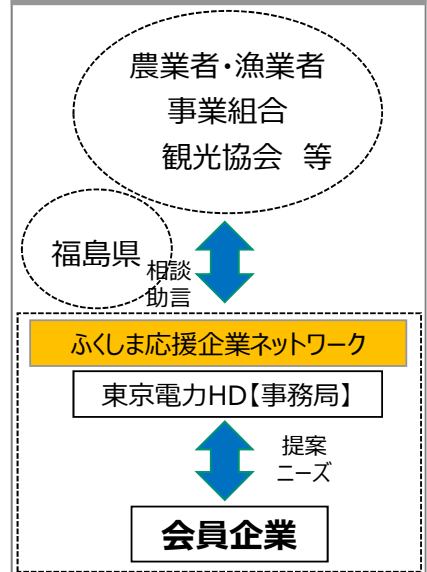 農業者・漁業者
事業組合
観光協会 等
福島県
相談
助言
ふくしま応援企業ネットワーク
東京電力HD【事務局】
提案
ニーズ
会員企業